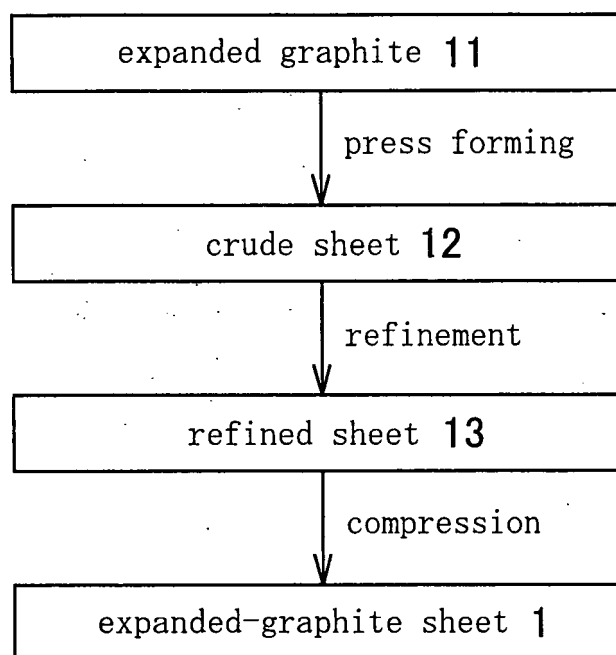 expanded graphite 11
press forming
crude sheet 12
refinement
refined sheet 13
compression
expanded-graphite sheet 1